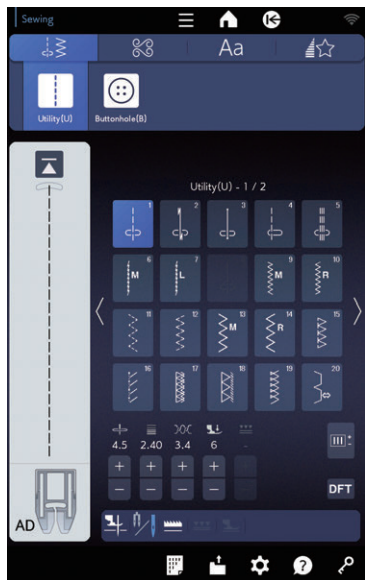 Sewing
Aa
Utility(U) Buttonhole(B)
Utility(U) - 1 / 2
1 2 3 4 5
6 M 7 L 9 M 10 R
11 12 13 M 14 R 15
16 17 18 19 20
4.5 2.40 3.4 6 -
+ + + +
- - - -
DFT
AD
?